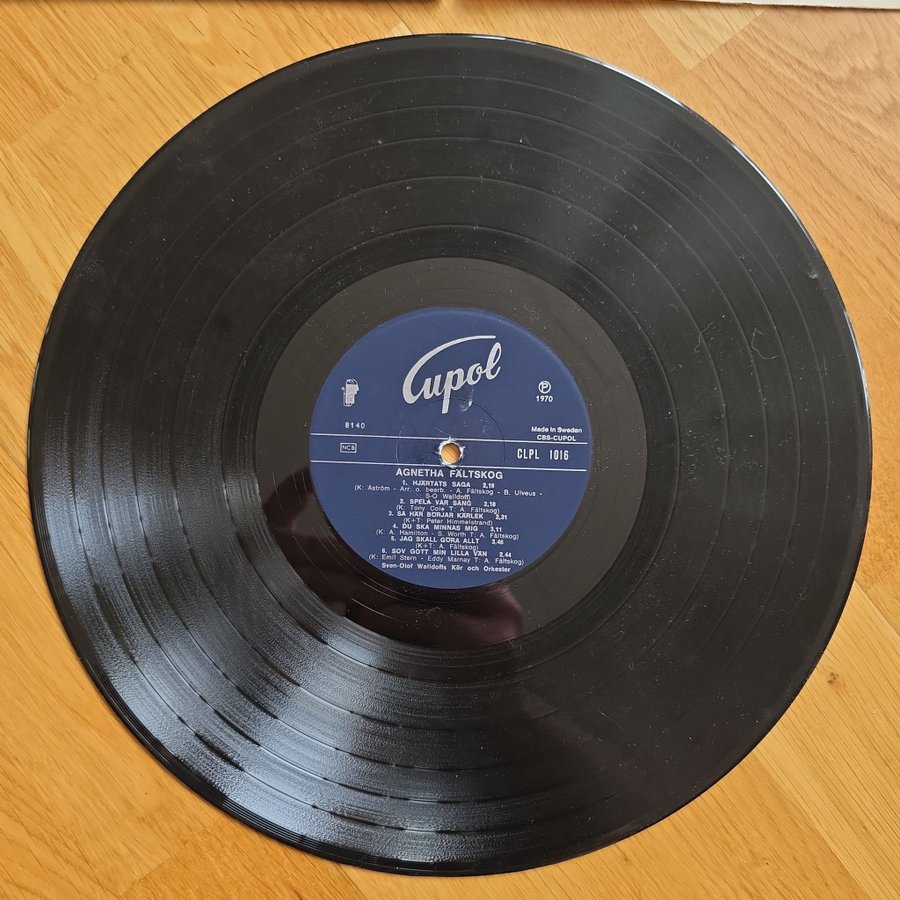 Cupol
P
1970
8140
Made in Sweden
CBS-CUPOL
NCB
CLPL 1016
AGNETHA FÄLTSKOG
1. HJÄRTATS SAGA 2,18
(K: Åström - Arr. o. bearb. - A. Fältskog - B. Ulveus -
S-O Walldoff)
2. SPELA VÅR SÅNG 2,18
(K: Tony Cole T: A. Fältskog)
3. SÅ HÄR BÖRJAR KÄRLEK 2,31
(K+T: Peter Himmelstrand)
4. DU SKA MINNAS MIG 3,11
(K: A. Hamilton - S. Worth T: A. Fältskog)
5. JAG SKALL GÖRA ALLT 3,46
(K+T: A. Fältskog)
6. SOV GOTT MIN LILLA VÄN 2,44
(K: Emil Stern - Eddy Marnay T: A. Fältskog)
Sven-Olof Walldoffs Kör och Orkester